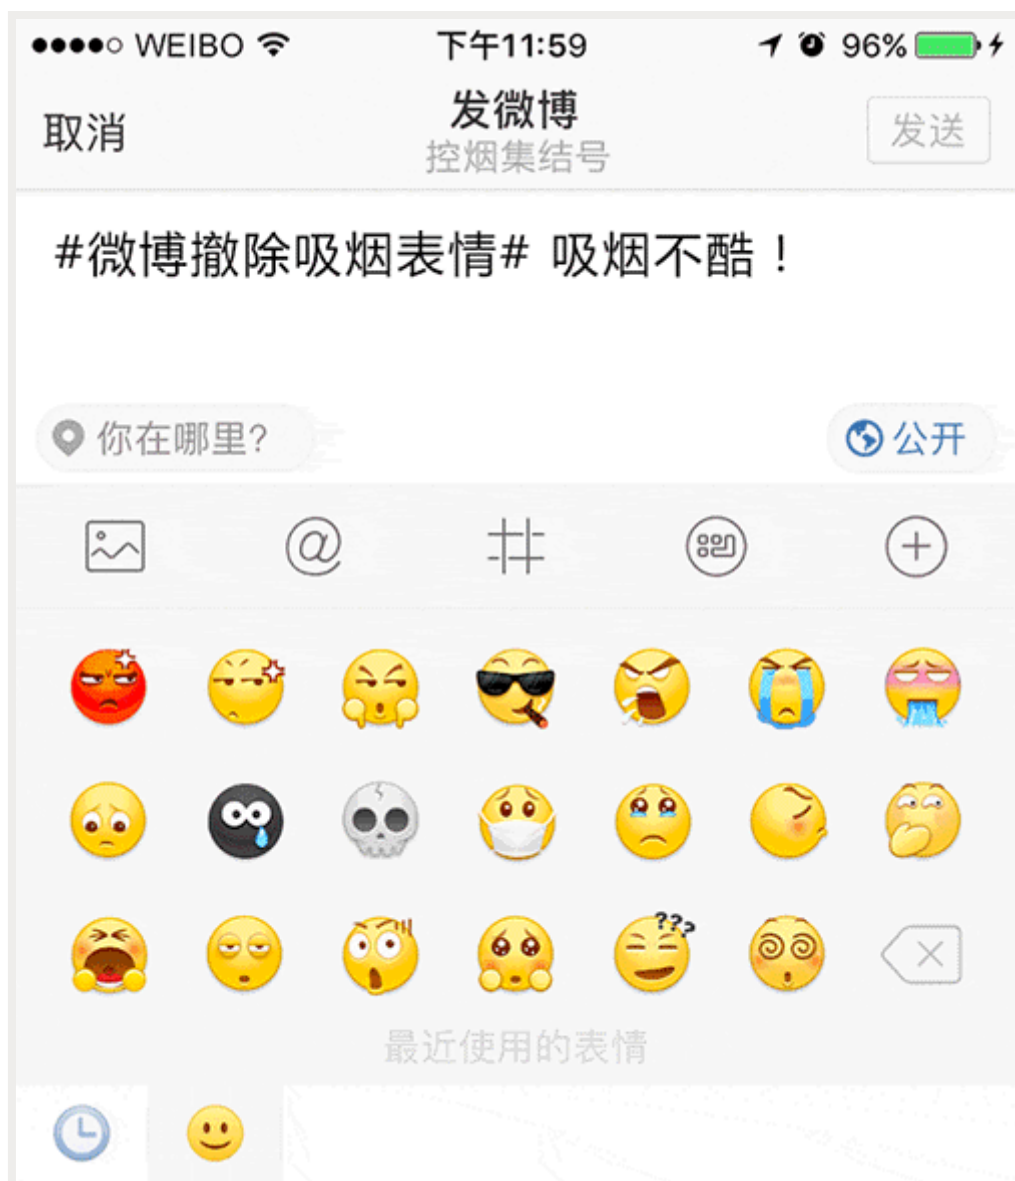 WEIBO 下午11:59 96%
取消 发微博 发送
控烟集结号
#微博撤除吸烟表情# 吸烟不酷！
你在哪里? 公开
@
???
最近使用的表情